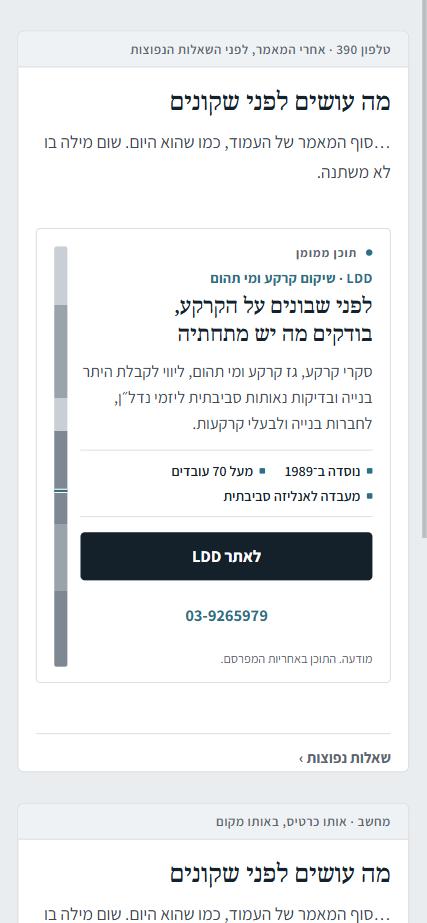 טלפון 390 · אחרי המאמר, לפני השאלות הנפוצות
מה עושים לפני שקונים
…סוף המאמר של העמוד, כמו שהוא היום. שום מילה בו
לא משתנה.
תוכן ממומן
LDD · שיקום קרקע ומי תהום
לפני שבונים על הקרקע,
בודקים מה יש מתחתיה
סקרי קרקע, גז קרקע ומי תהום, ליווי לקבלת היתר
בנייה ובדיקות נאותות סביבתית ליזמי נדל״ן,
לחברות בנייה ולבעלי קרקעות.
נוסדה ב־1989 מעל 70 עובדים
מעבדה לאנליזה סביבתית
לאתר LDD
03-9265979
מודעה. התוכן באחריות המפרסם.
שאלות נפוצות ›
מחשב · אותו כרטיס, באותו מקום
מה עושים לפני שקונים
…סוף המאמר של העמוד, כמו שהוא היום. שום מילה בו